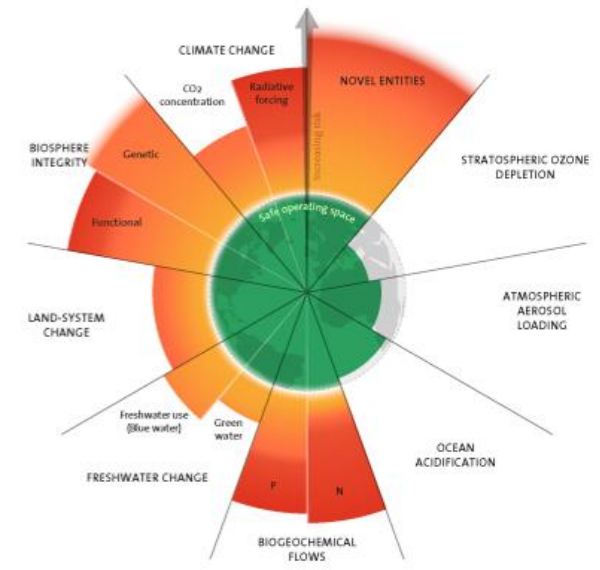 CLIMATE CHANGE
CO2
concentration
Radiative
forcing
NOVEL ENTITIES
Increasing risk
STRATOSPHERIC OZONE
DEPLETION
BIOSPHERE
INTEGRITY
Genetic
Functional
Safe operating space
ATMOSPHERIC
AEROSOL
LOADING
LAND-SYSTEM
CHANGE
Freshwater use
(Blue water)
Green
water
FRESHWATER CHANGE
OCEAN
ACIDIFICATION
P
N
BIOGEOCHEMICAL
FLOWS